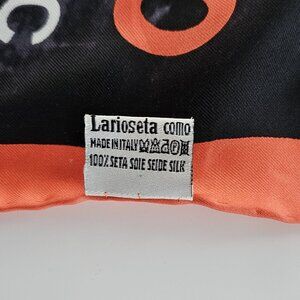 C O
Larioseta como
MADE IN ITALY
100% SETA SOIE SEIDE SILK